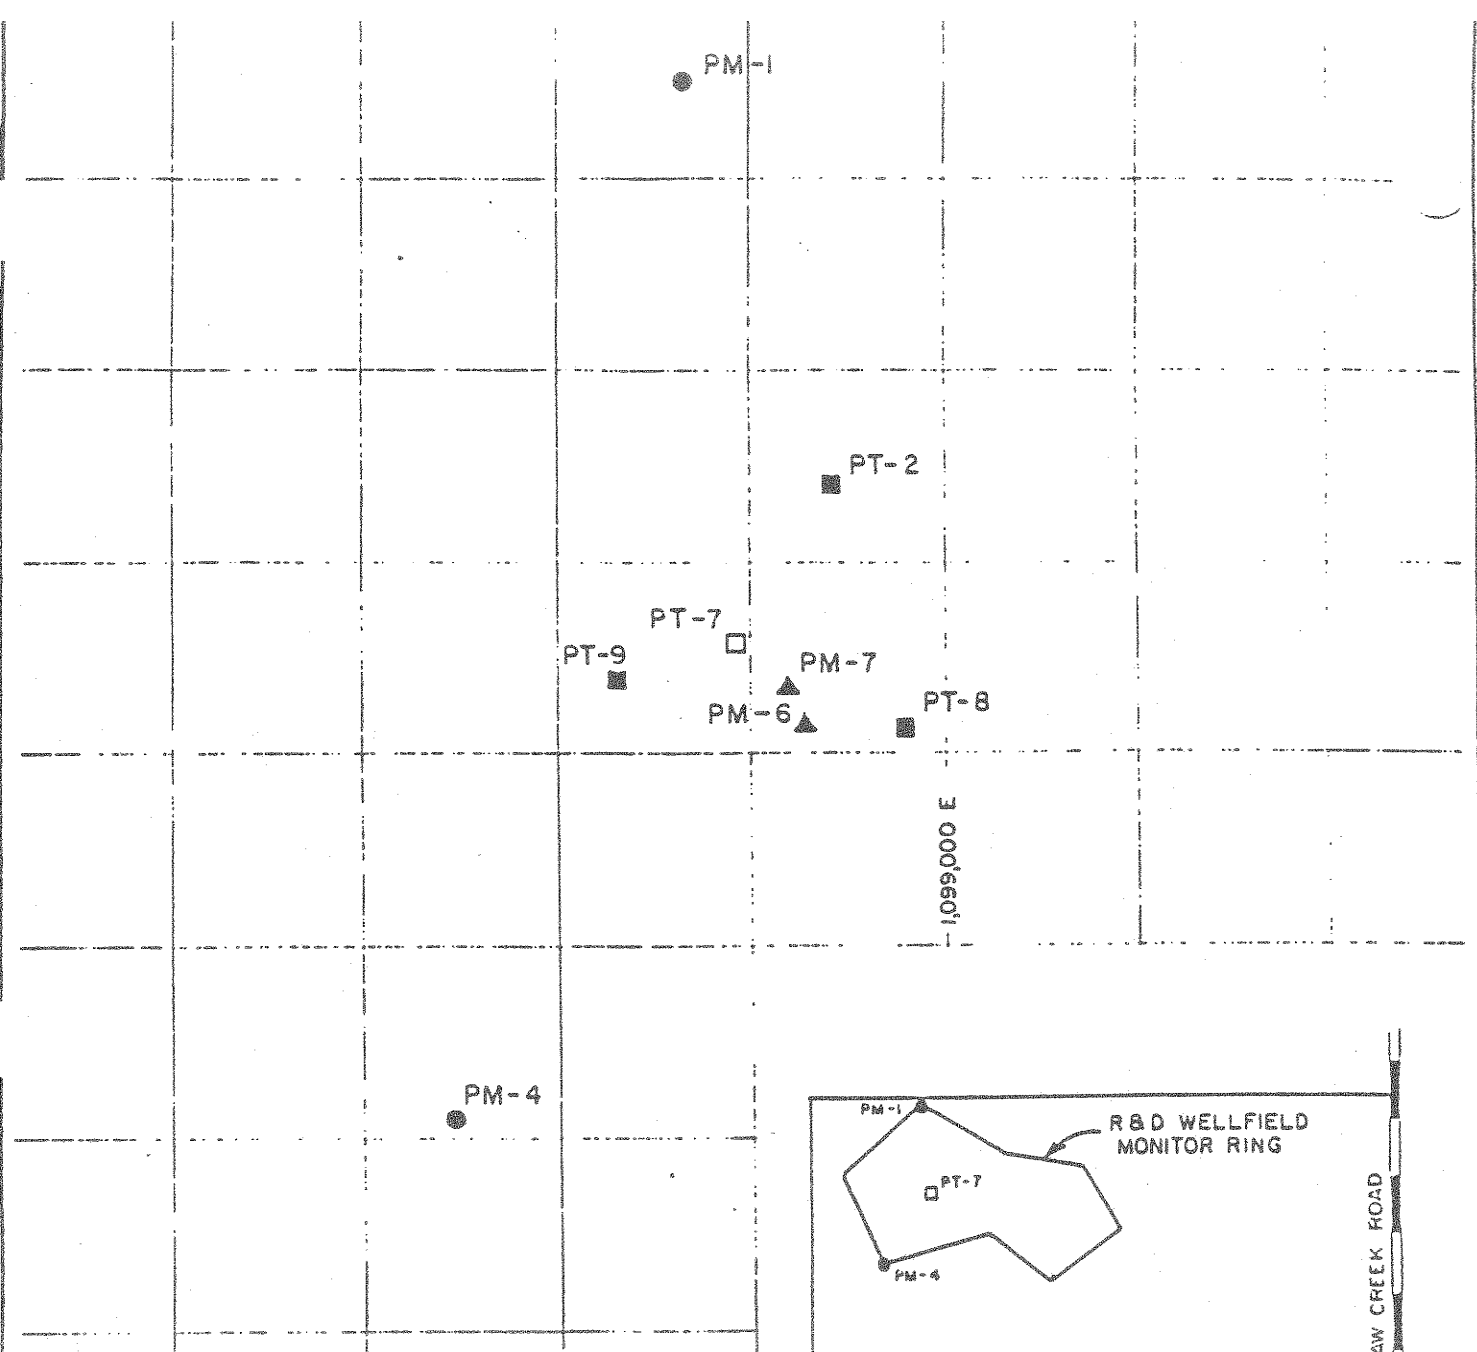 PM-1
PT-2
PT-7
PT-9
PM-7
PM-6
PT-8
1,099,000 E
PM-4
PM-1
R&D WELLFIELD
MONITOR RING
PT-7
PM-4
AW CREEK ROAD